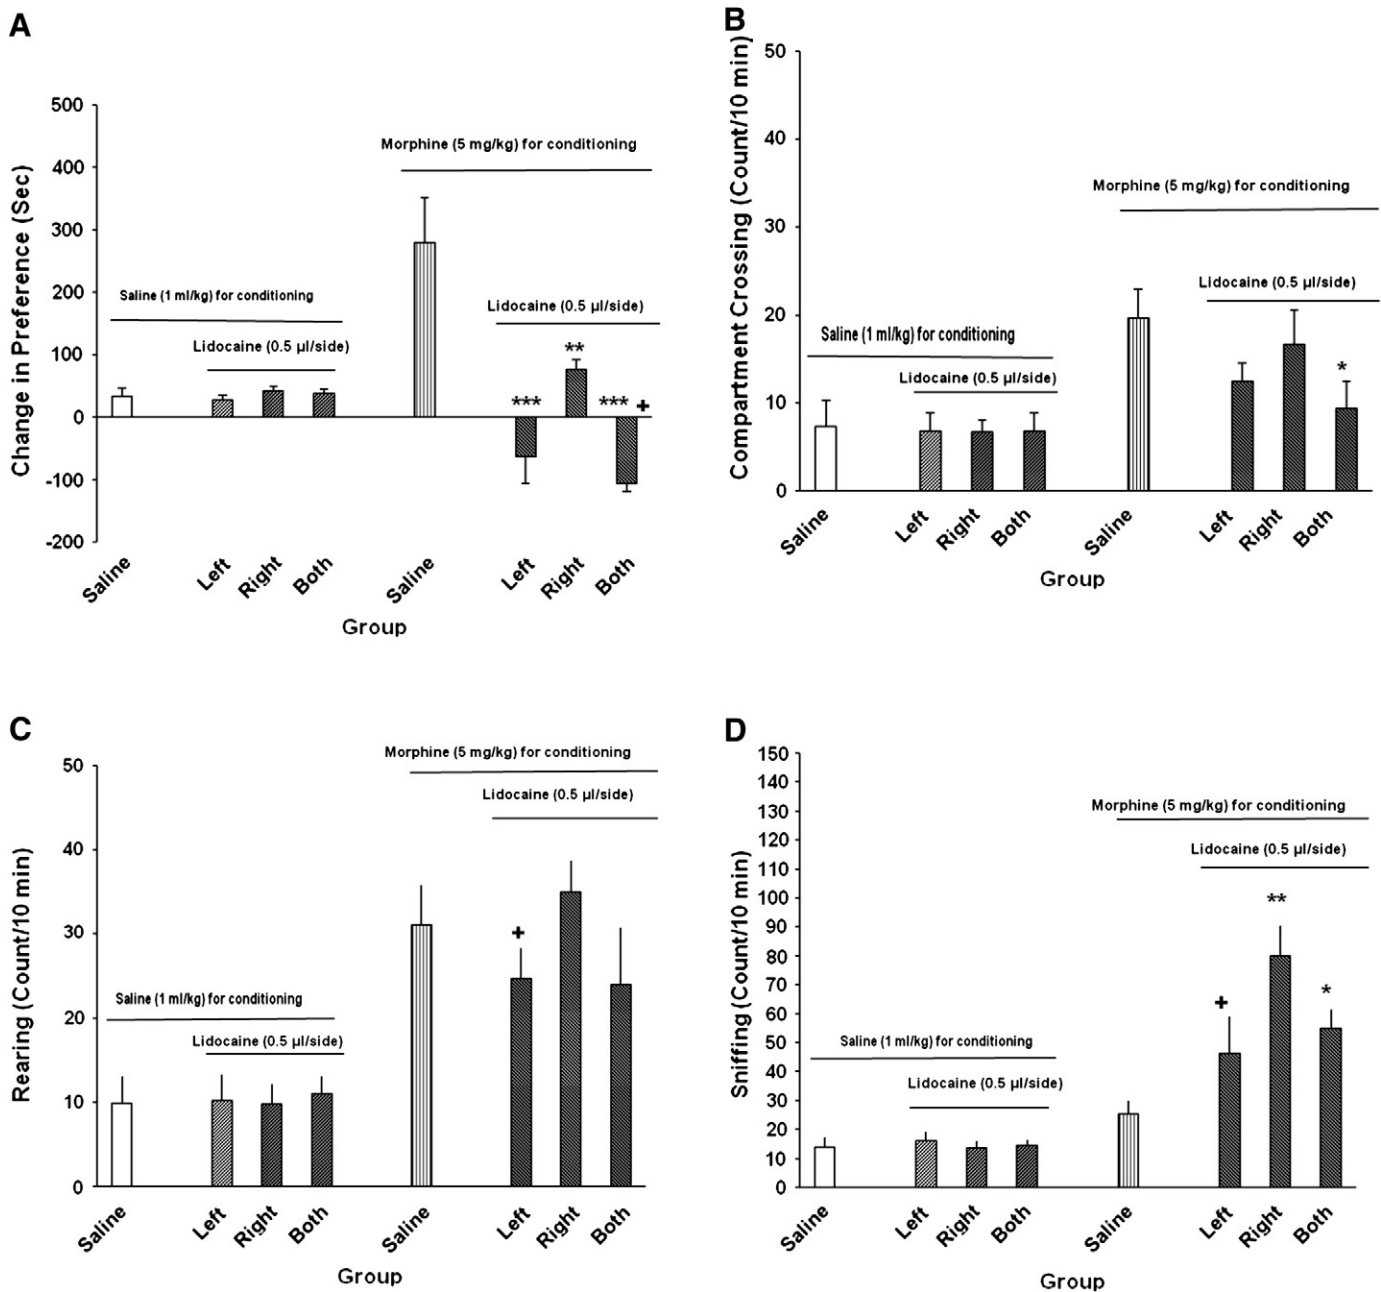 A
Change in Preference (Sec)
500
400
300
200
100
0
-100
-200
Saline (1 ml/kg) for conditioning
Lidocaine (0.5 µl/side)
Morphine (5 mg/kg) for conditioning
Lidocaine (0.5 µl/side)
***
**
*** +
Saline
Left
Right
Both
Saline
Left
Right
Both
Group
B
Compartment Crossing (Count/10 min)
50
40
30
20
10
0
Saline (1 ml/kg) for conditioning
Lidocaine (0.5 µl/side)
Morphine (5 mg/kg) for conditioning
Lidocaine (0.5 µl/side)
*
Saline
Left
Right
Both
Saline
Left
Right
Both
Group
C
Rearing (Count/10 min)
50
40
30
20
10
0
Saline (1 ml/kg) for conditioning
Lidocaine (0.5 µl/side)
Morphine (5 mg/kg) for conditioning
Lidocaine (0.5 µl/side)
+
Saline
Left
Right
Both
Saline
Left
Right
Both
Group
D
Sniffing (Count/10 min)
150
140
130
120
110
100
90
80
70
60
50
40
30
20
10
0
Saline (1 ml/kg) for conditioning
Lidocaine (0.5 µl/side)
Morphine (5 mg/kg) for conditioning
Lidocaine (0.5 µl/side)
+
**
*
Saline
Left
Right
Both
Saline
Left
Right
Both
Group